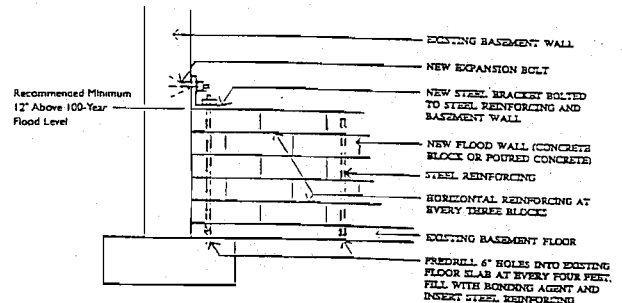 EXISTING BASEMENT WALL
NEW EXPANSION BOLT
Recommended Minimum
12" Above 100-Year
Flood Level
NEW STEEL BRACKET BOLTED
TO STEEL REINFORCING AND
BASEMENT WALL
NEW FLOOD WALL (CONCRETE
BLOCK OR POURED CONCRETE)
STEEL REINFORCING
HORIZONTAL REINFORCING AT
EVERY THREE BLOCKS
EXISTING BASEMENT FLOOR
PREDRILL 6" HOLES INTO EXISTING
FLOOR SLAB AT EVERY FOUR FEET,
FILL WITH BONDING AGENT AND
INSERT STEEL REINFORCING